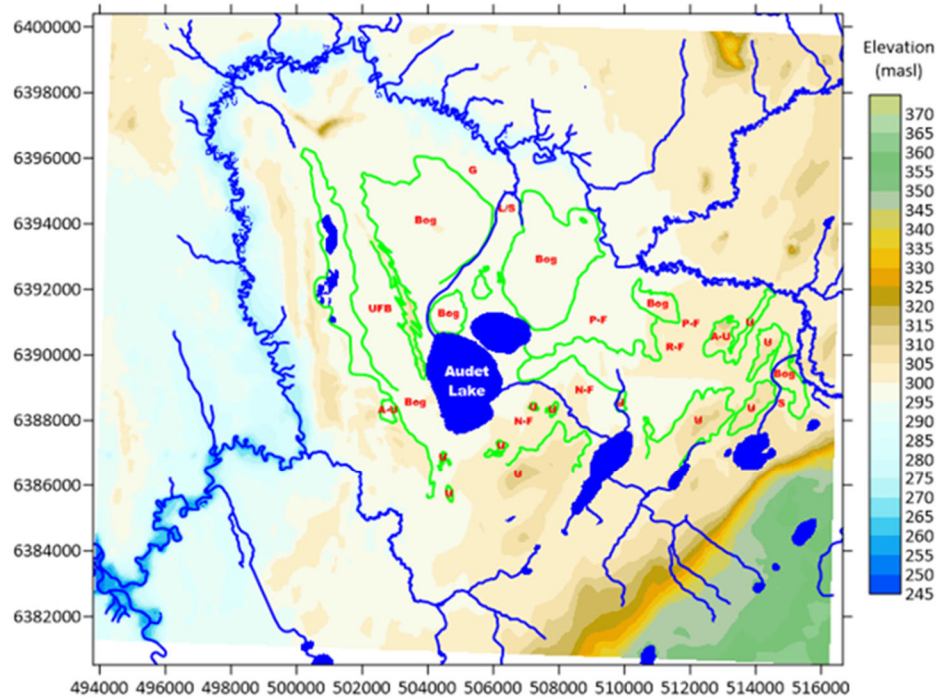 Elevation
(masl)
370
365
360
355
350
345
340
335
330
325
320
315
310
305
300
295
290
285
280
275
270
265
260
255
250
245
6400000
6398000
6396000
6394000
6392000
6390000
6388000
6386000
6384000
6382000
G
L/S
Bog
Bog
UFB
Bog
Bog
P-F
P-F
U
A-U
R-F
U
Audet
Lake
Bog
N-F
A-U
Bog
U
U
U
U
S
N-F
U
U
U
U
U
U
494000 496000 498000 500000 502000 504000 506000 508000 510000 512000 514000 516000